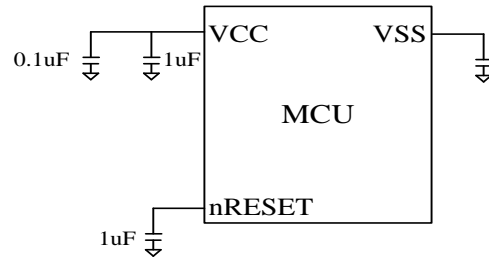 VCC
VSS
0.1uF
1uF
MCU
nRESET
1uF